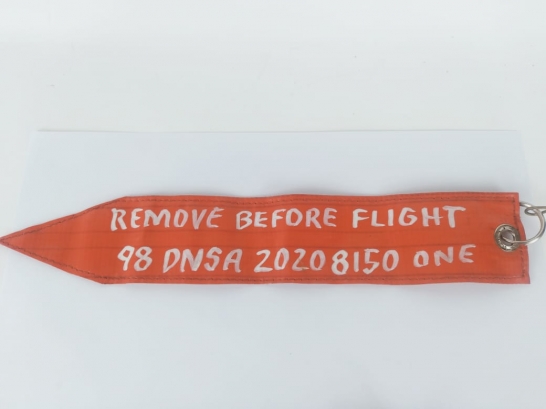 REMOVE BEFORE FLIGHT
98 DNSA 20208150 ONE